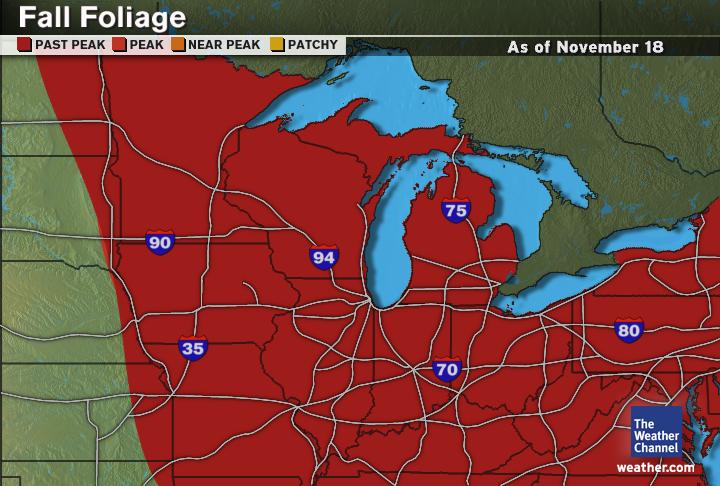 Fall Foliage
PAST PEAK PEAK NEAR PEAK PATCHY
As of November 18
75
90
94
80
35
70
The
Weather
Channel
weather.com